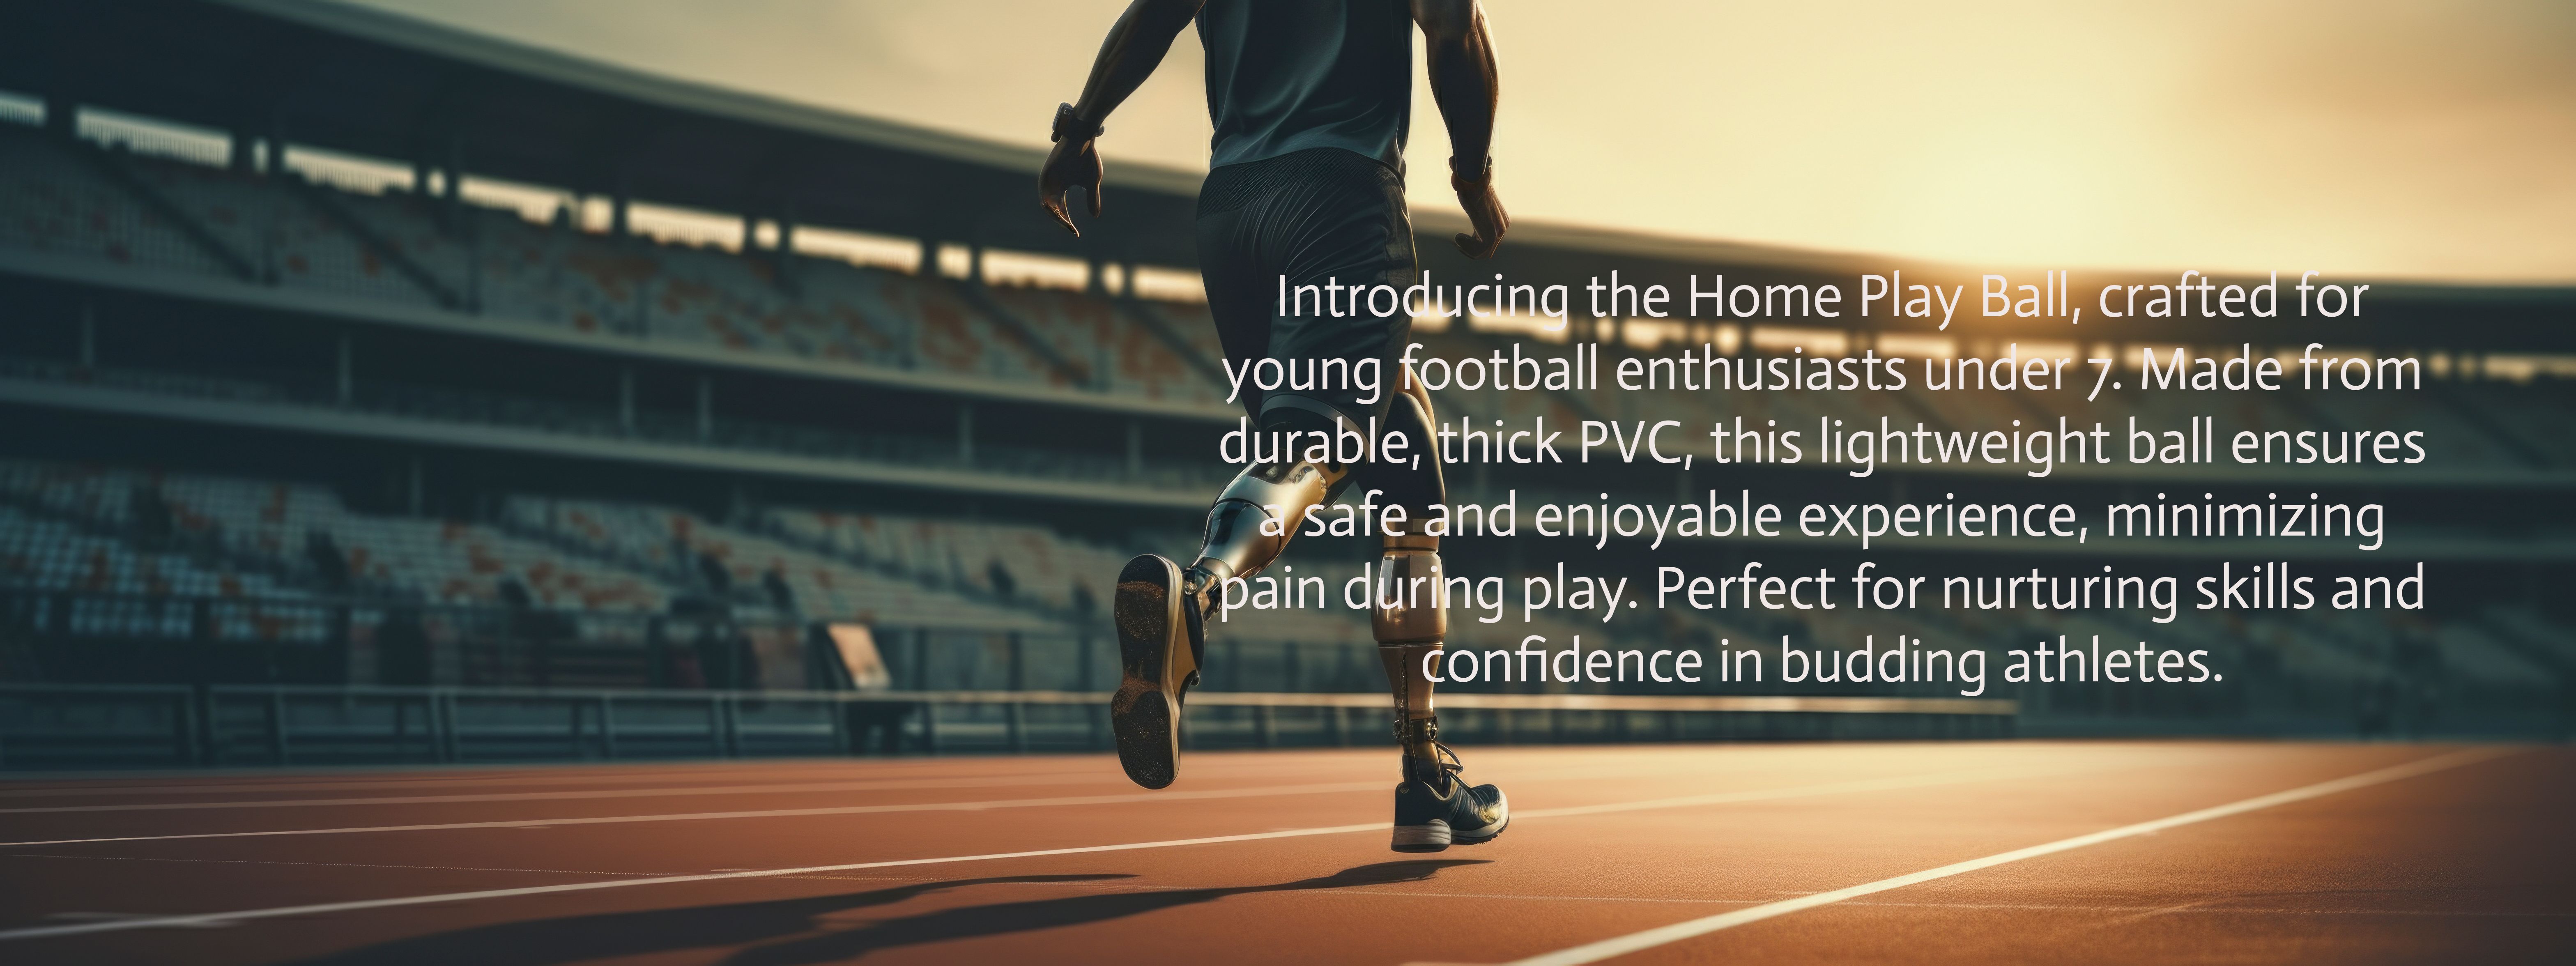 Introducing the Home Play Ball, crafted for
young football enthusiasts under 7. Made from
durable, thick PVC, this lightweight ball ensures
a safe and enjoyable experience, minimizing
pain during play. Perfect for nurturing skills and
confidence in budding athletes.